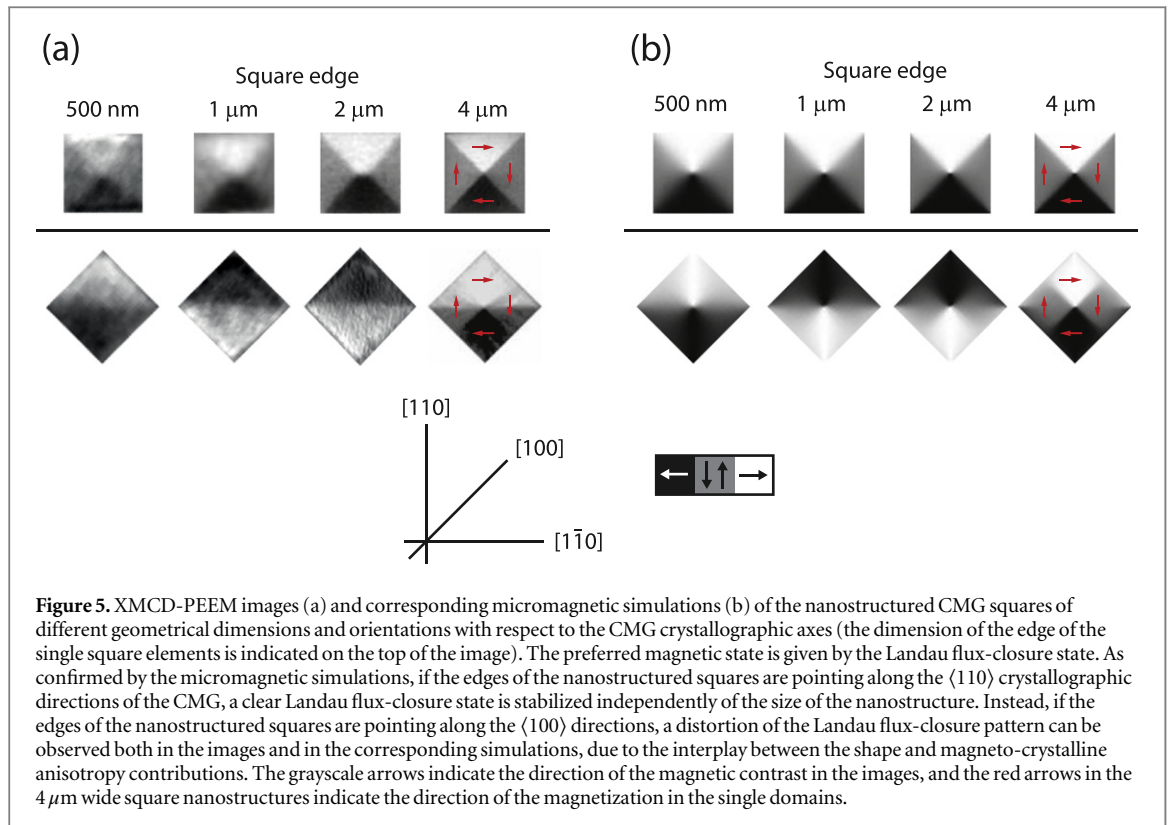 (a)
Square edge
500 nm 1 μm 2 μm 4 μm
(b)
Square edge
500 nm 1 μm 2 μm 4 μm
[110]
[100]
[11̄0]
Figure 5. XMCD-PEEM images (a) and corresponding micromagnetic simulations (b) of the nanostructured CMG squares of
different geometrical dimensions and orientations with respect to the CMG crystallographic axes (the dimension of the edge of the
single square elements is indicated on the top of the image). The preferred magnetic state is given by the Landau flux-closure state. As
confirmed by the micromagnetic simulations, if the edges of the nanostructured squares are pointing along the ⟨110⟩ crystallographic
directions of the CMG, a clear Landau flux-closure state is stabilized independently of the size of the nanostructure. Instead, if the
edges of the nanostructured squares are pointing along the ⟨100⟩ directions, a distortion of the Landau flux-closure pattern can be
observed both in the images and in the corresponding simulations, due to the interplay between the shape and magneto-crystalline
anisotropy contributions. The grayscale arrows indicate the direction of the magnetic contrast in the images, and the red arrows in the
4 μm wide square nanostructures indicate the direction of the magnetization in the single domains.